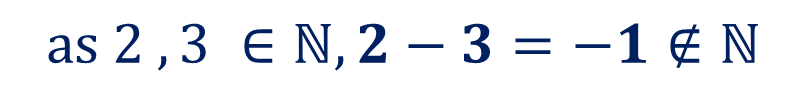 as 2 , 3 ∈ ℕ, 2 − 3 = −1 ∉ ℕ